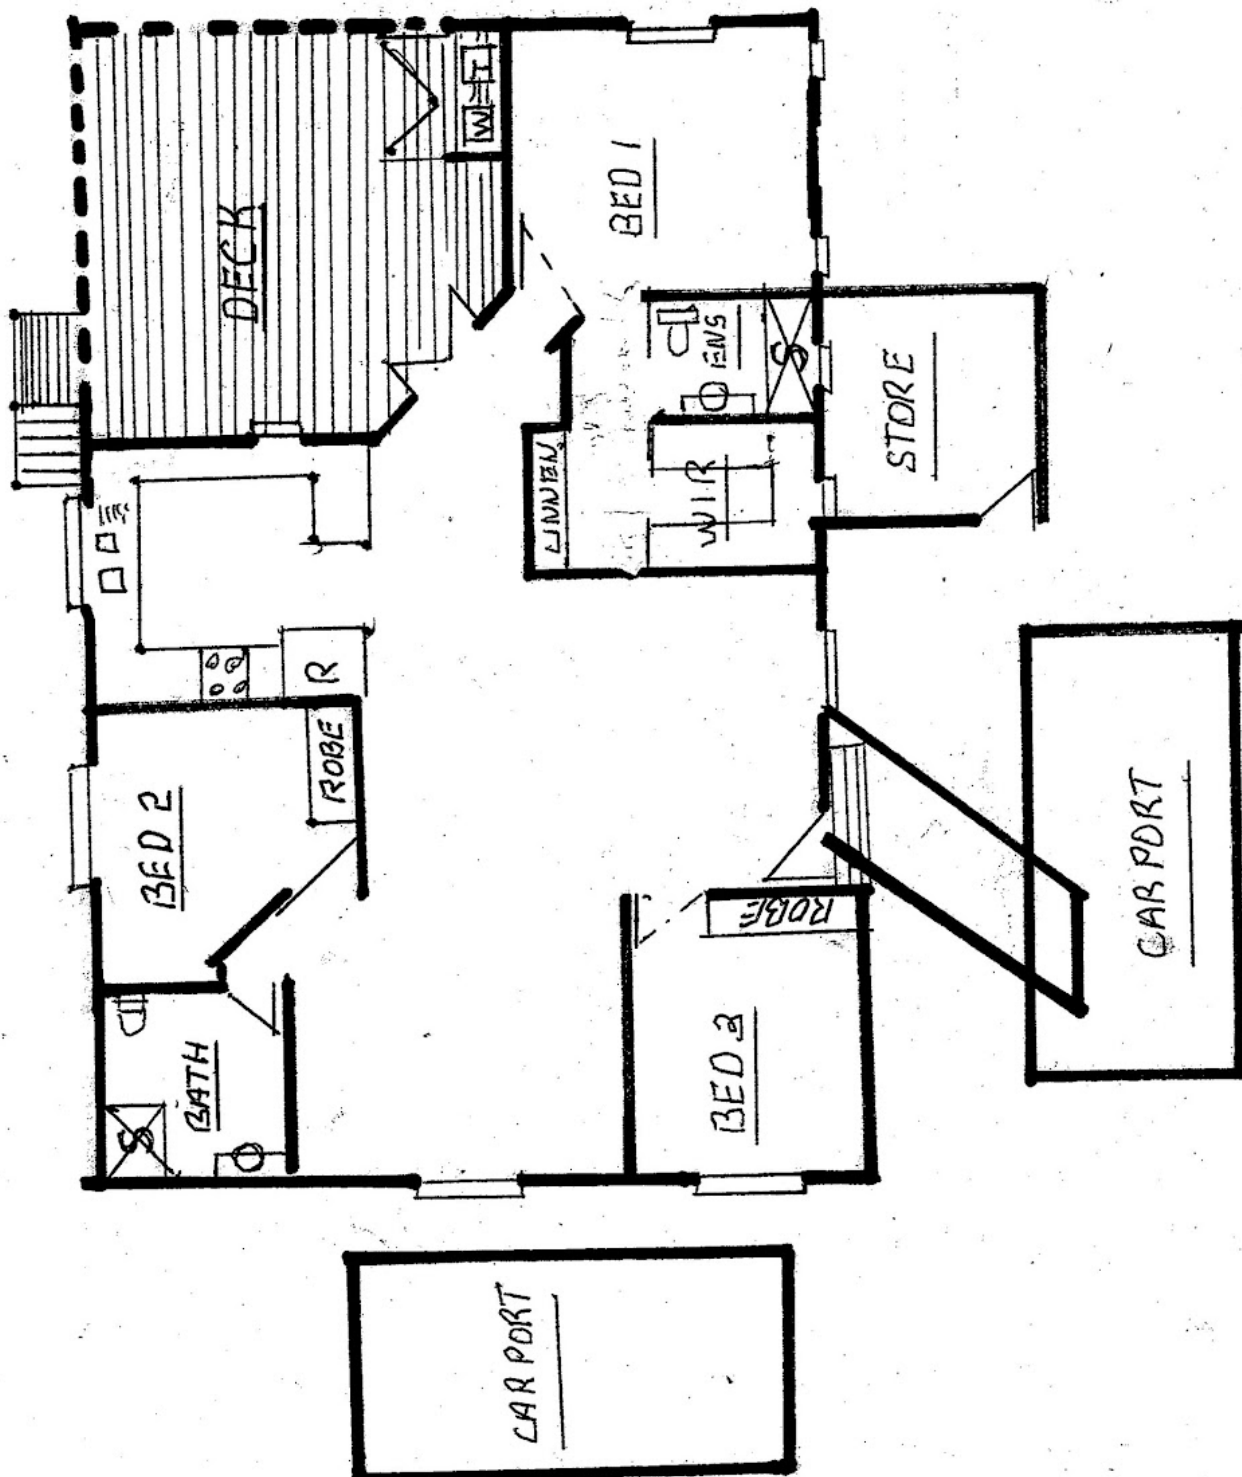 DECK
W
T
BED 1
ENS
S
LINNEN
W I R
STORE
R
ROBE
BED 2
ROBE
BED 3
BATH
S
CAR PORT
CAR PORT